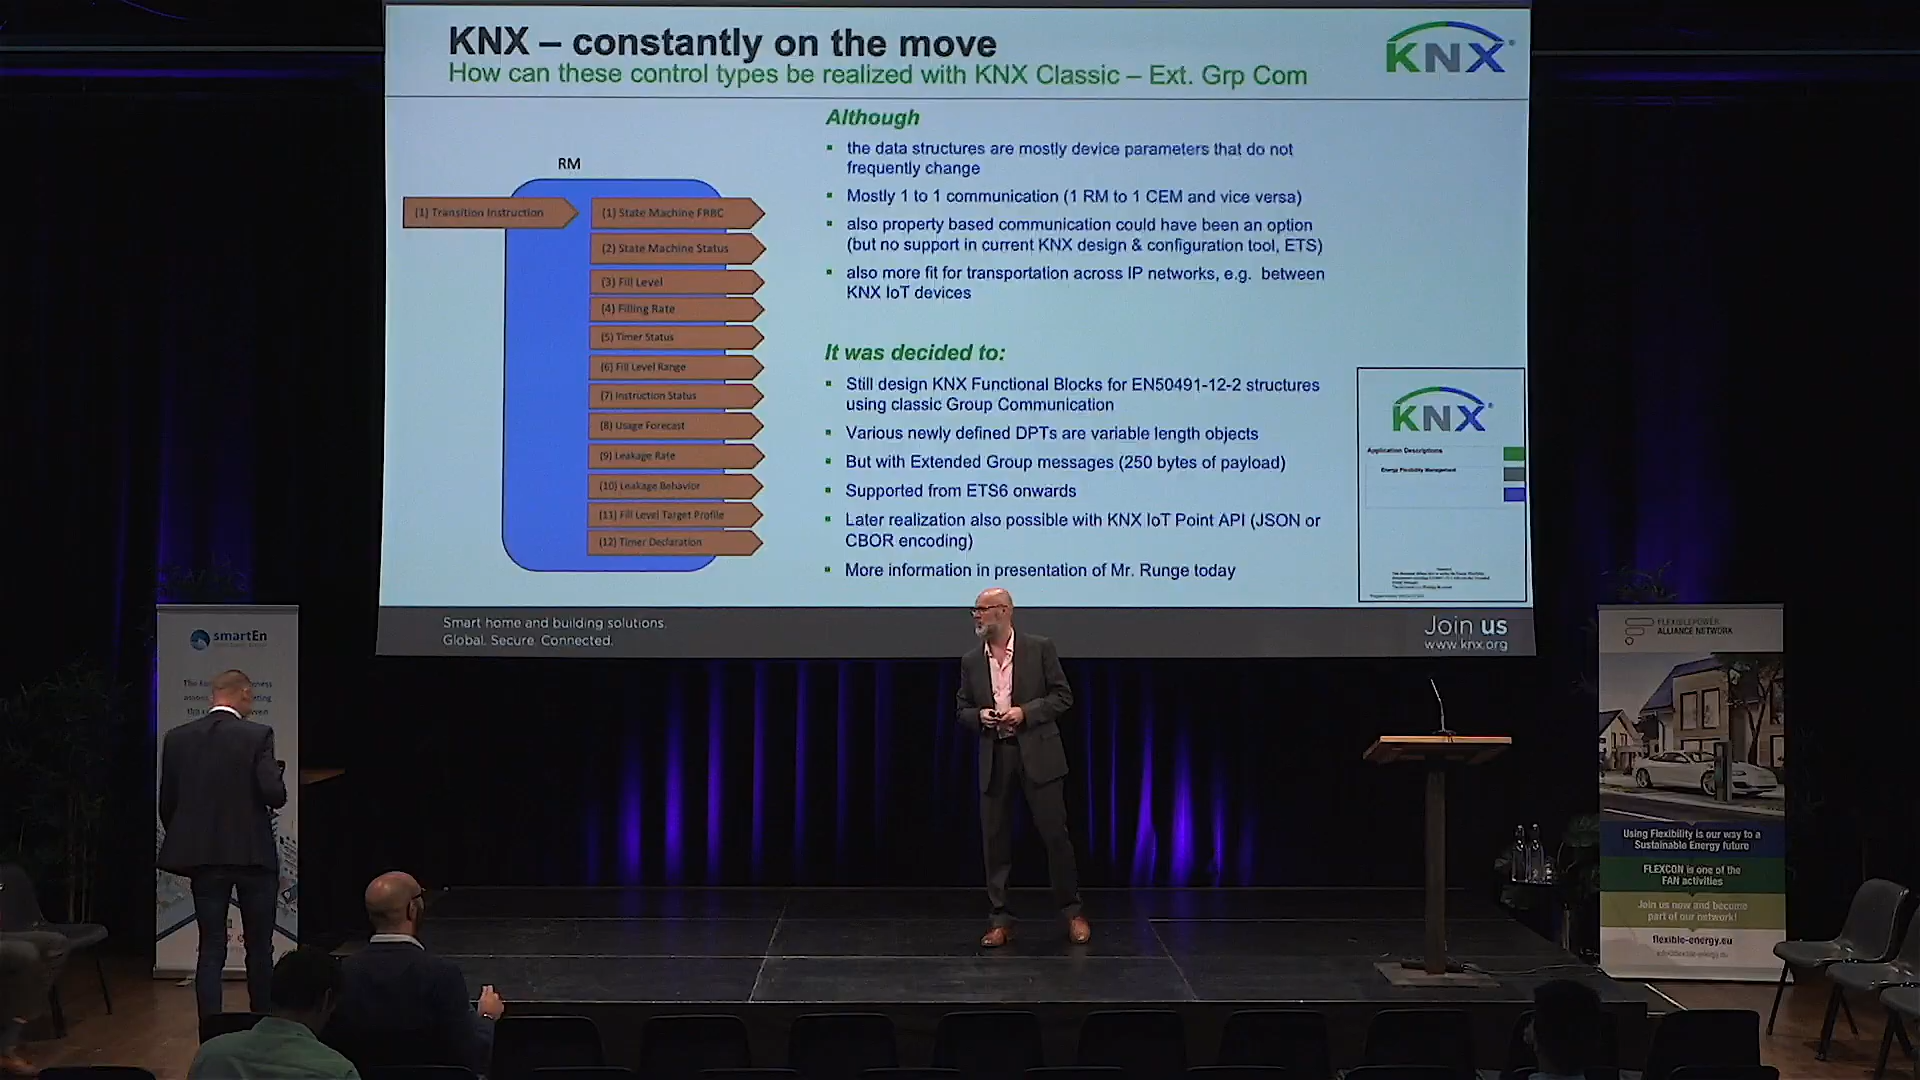 KNX – constantly on the move
How can these control types be realized with KNX Classic – Ext. Grp Com
KNX
RM
(1) Transition Instruction
(1) State Machine FRBC
(2) State Machine Status
(3) Fill Level
(4) Filling Rate
(5) Timer Status
(6) Fill Level Range
(7) Instruction Status
(8) Usage Forecast
(9) Leakage Rate
(10) Leakage Behavior
(11) Fill Level Target Profile
(12) Timer Declaration
Although
the data structures are mostly device parameters that do not
frequently change
Mostly 1 to 1 communication (1 RM to 1 CEM and vice versa)
also property based communication could have been an option
(but no support in current KNX design & configuration tool, ETS)
also more fit for transportation across IP networks, e.g. between
KNX IoT devices
It was decided to:
Still design KNX Functional Blocks for EN50491-12-2 structures
using classic Group Communication
Various newly defined DPTs are variable length objects
But with Extended Group messages (250 bytes of payload)
Supported from ETS6 onwards
Later realization also possible with KNX IoT Point API (JSON or
CBOR encoding)
More information in presentation of Mr. Runge today
KNX
Application Descriptions
Energy Flexibility Management
Smart home and building solutions.
Global. Secure. Connected.
Join us
www.knx.org
smartEn
FLEXIBLEPOWER
ALLIANCE NETWORK
Using Flexibility is our way to a
Sustainable Energy future
FLEXCON is one of the
FAN activities
Join us now and become
part of our network!
flexible-energy.eu